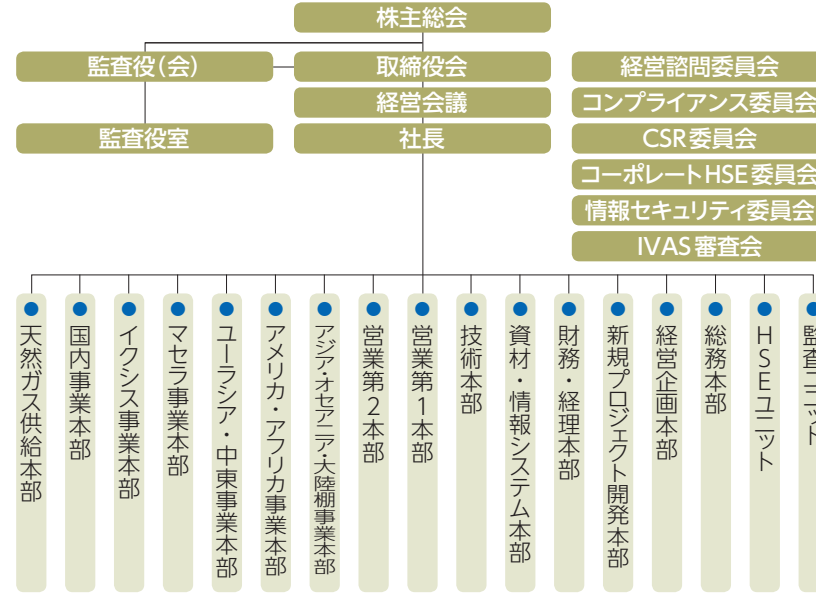 株主総会
監査役(会)
取締役会
経営諮問委員会
経営会議
コンプライアンス委員会
監査役室
社長
CSR委員会
コーポレートHSE委員会
情報セキュリティ委員会
IVAS審査会
天然ガス供給本部
国内事業本部
イクシス事業本部
マセラ事業本部
ユーラシア・中東事業本部
アメリカ・アフリカ事業本部
アジア・オセアニア・大陸棚事業本部
営業第2本部
営業第1本部
技術本部
資材・情報システム本部
財務・経理本部
新規プロジェクト開発本部
経営企画本部
総務本部
HSEユニット
監査ユニット